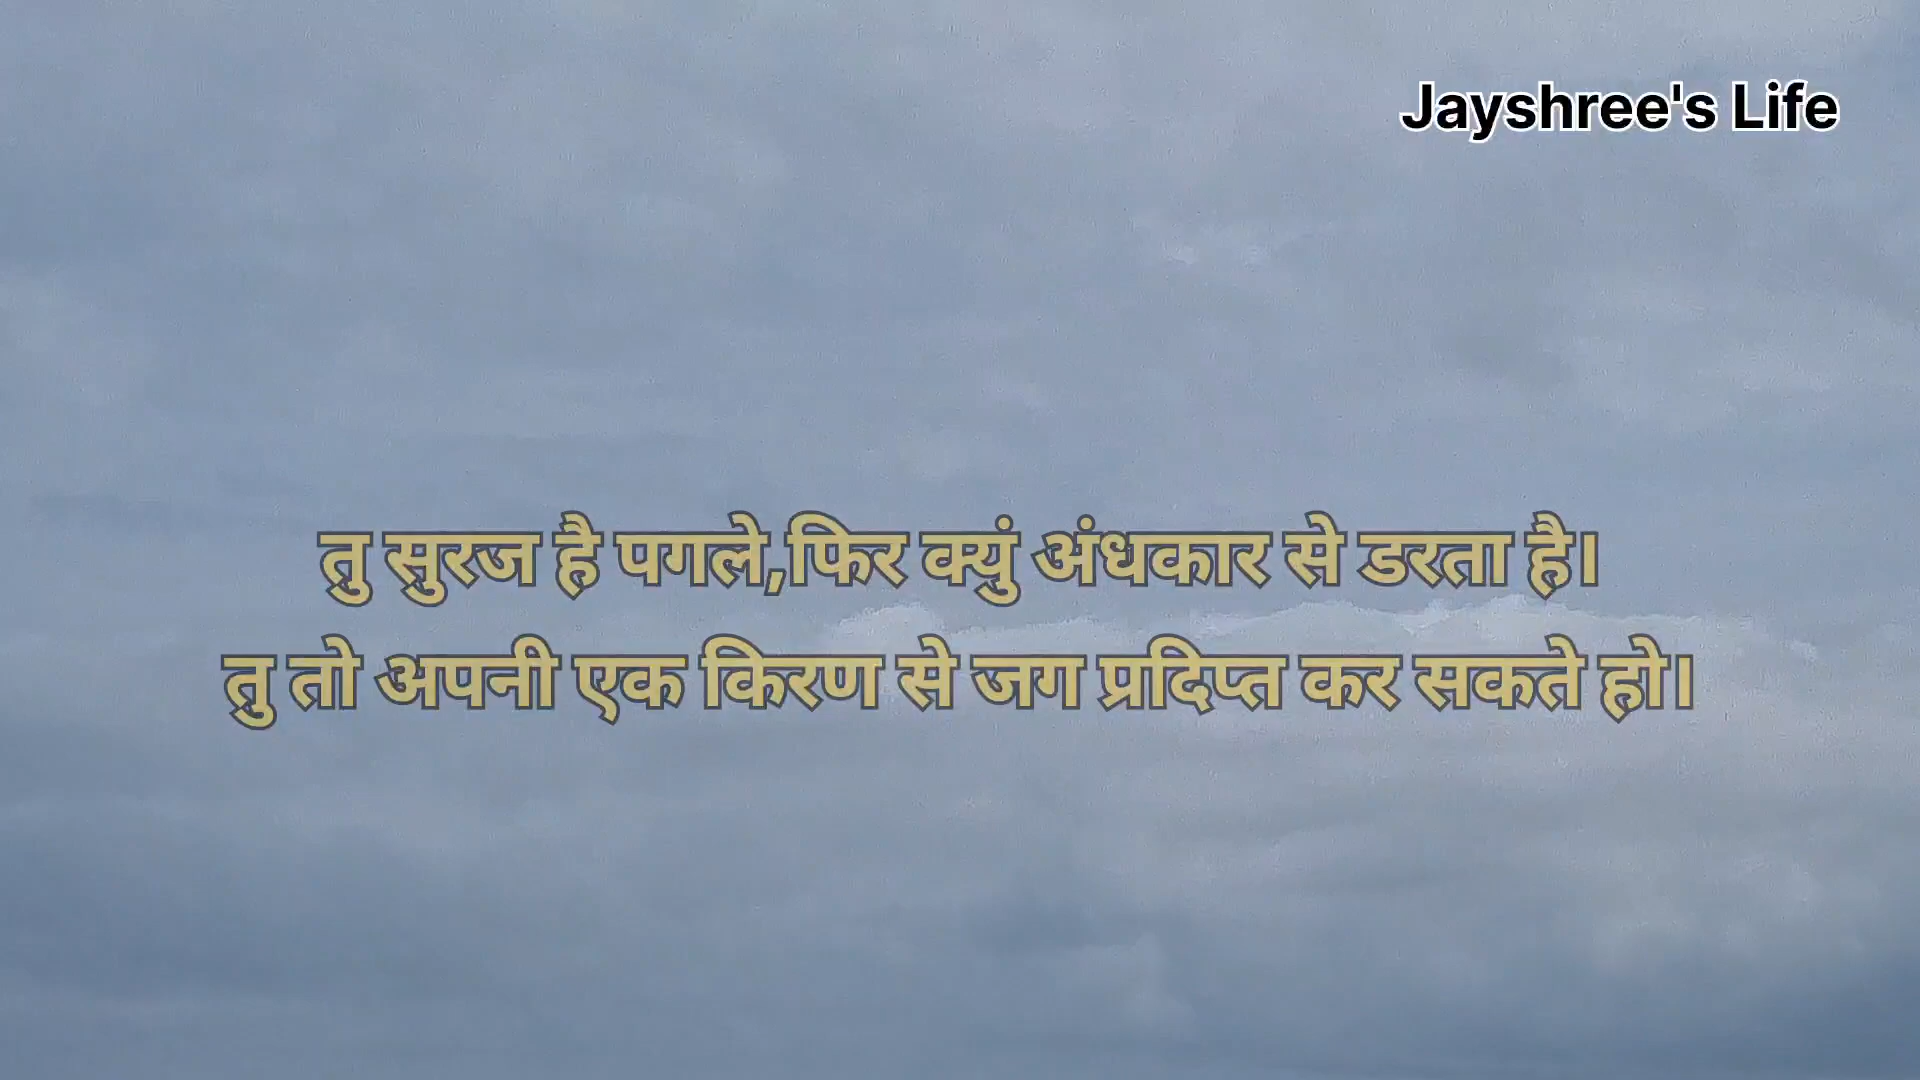 Jayshree's Life
तु सुरज है पगले,फिर क्युं अंधकार से डरता है।
तु तो अपनी एक किरण से जग प्रदिप्त कर सकते हो।